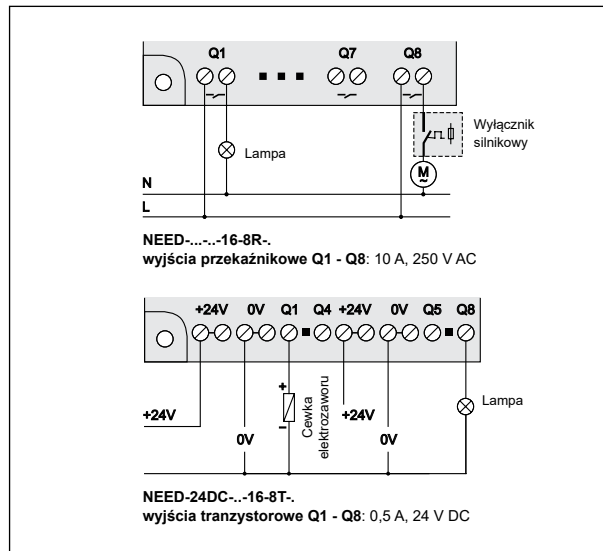 Q1 Q7 Q8
Wyłącznik
silnikowy
Lampa
M
~
N
L
NEED-...-..-16-8R-.
wyjścia przekaźnikowe Q1 - Q8: 10 A, 250 V AC
+24V 0V Q1 Q4 +24V 0V Q5 Q8
+
–
Cewka
elektrozaworu
Lampa
+24V
+24V
0V
0V
NEED-24DC-..-16-8T-.
wyjścia tranzystorowe Q1 - Q8: 0,5 A, 24 V DC